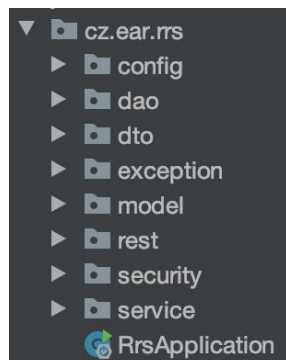 cz.ear.rrs
config
dao
dto
exception
model
rest
security
service
RrsApplication